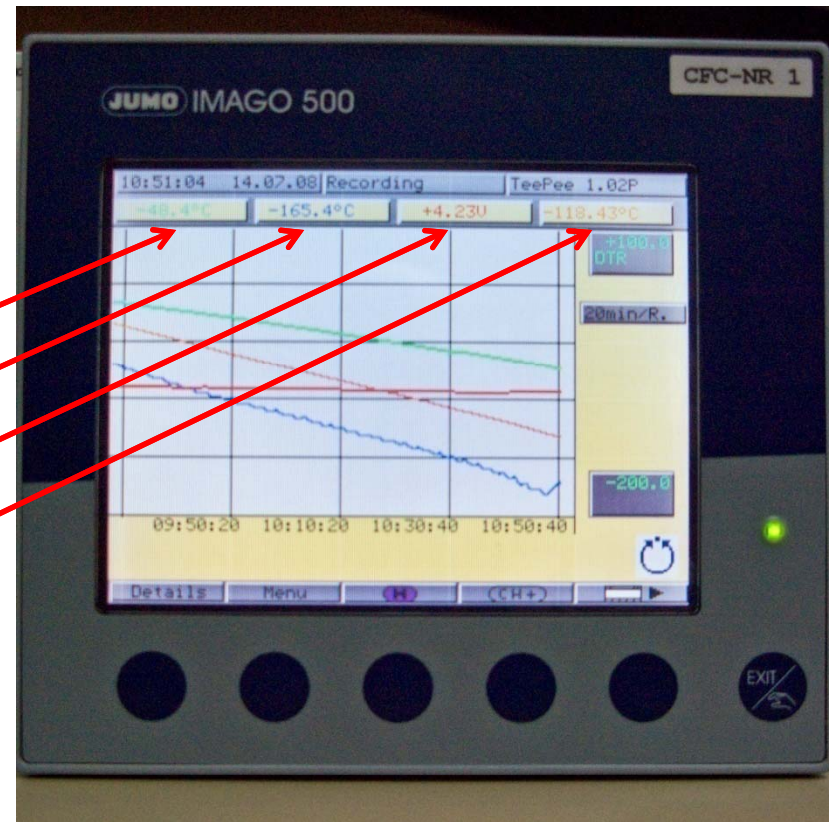 CFC-NR 1
JUMO IMAGO 500
10:51:04 14.07.08 Recording TeePee 1.02P
-48.4°C -165.4°C +4.23V -118.43°C
+100.0
DTR
20min/R.
-200.0
09:50:20 10:10:20 10:30:40 10:50:40
Details Menu (H) (CH+)
EXIT